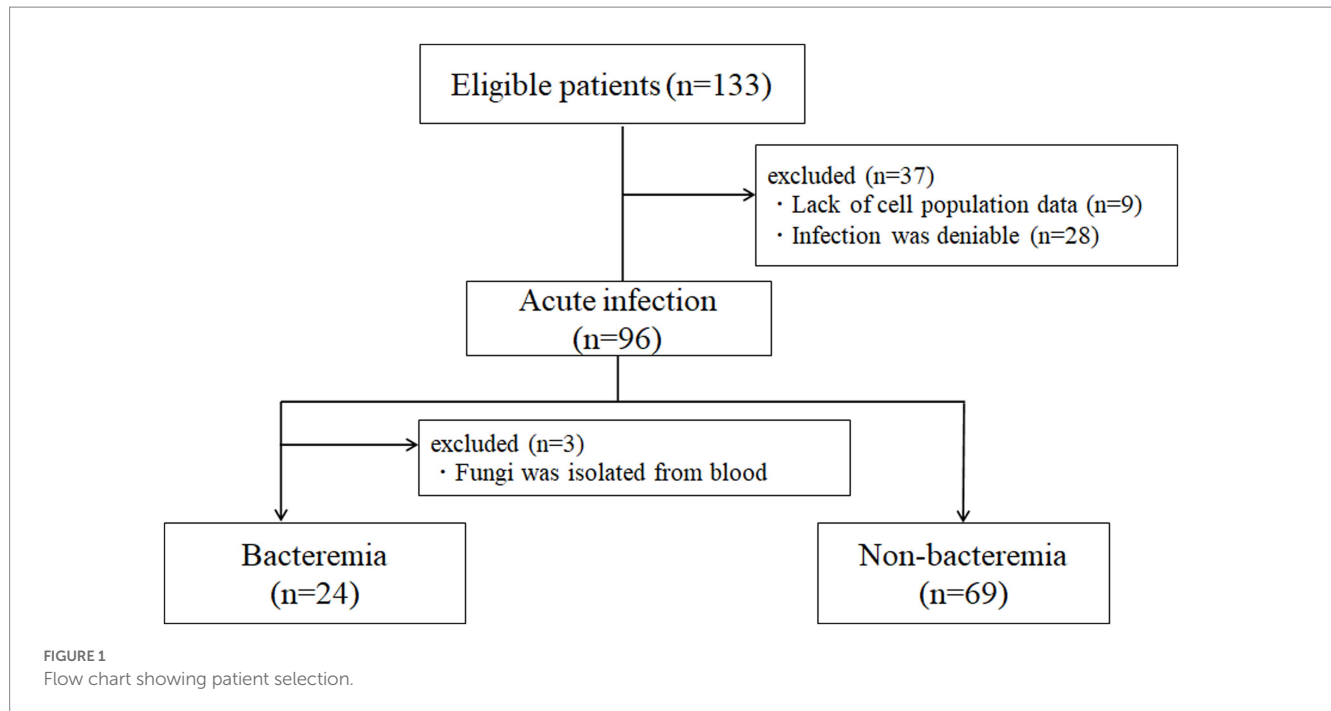 Eligible patients (n=133)
excluded (n=37)
・Lack of cell population data (n=9)
・Infection was deniable (n=28)
Acute infection
(n=96)
excluded (n=3)
・Fungi was isolated from blood
Bacteremia
(n=24)
Non-bacteremia
(n=69)
FIGURE 1
Flow chart showing patient selection.